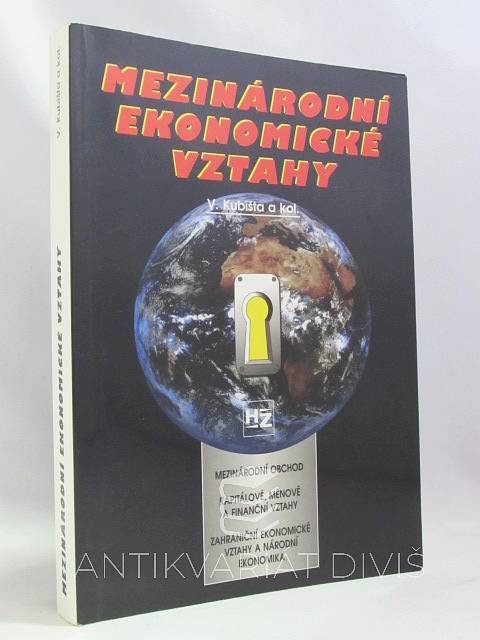 MEZINÁRODNÍ
EKONOMICKÉ
VZTAHY
V. Kubišta a kol.
HZ
MEZINÁRODNÍ OBCHOD
KAPITÁLOVÉ, MĚNOVÉ
A FINANČNÍ VZTAHY
ZAHRANIČNÍ EKONOMICKÉ
VZTAHY A NÁRODNÍ
EKONOMIKA
V. Kubišta a kol.
MEZINÁRODNÍ EKONOMICKÉ VZTAHY
ANTIKVARIÁT DIVIŠ